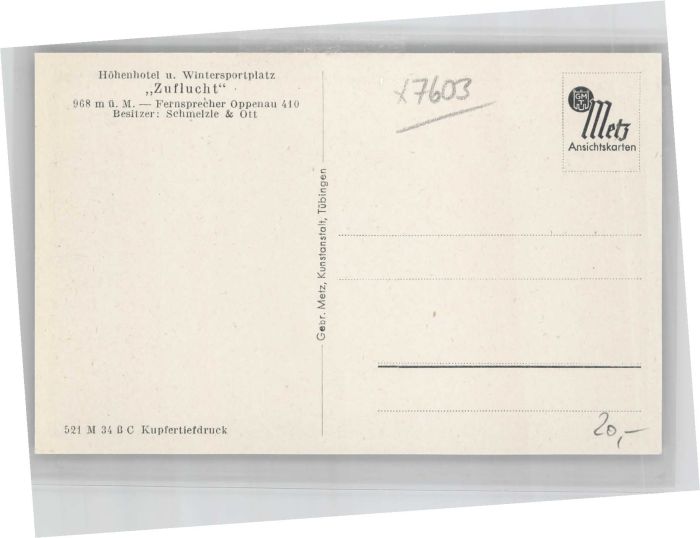 Höhenhotel u. Wintersportplatz
„Zuflucht“
968 m ü. M. — Fernsprecher Oppenau 410
Besitzer: Schmelzle & Ott
521 M 34 ß C Kupfertiefdruck
Gebr. Metz, Kunstanstalt, Tübingen
x7603
GM
T
Metz
Ansichtskarten
20,-